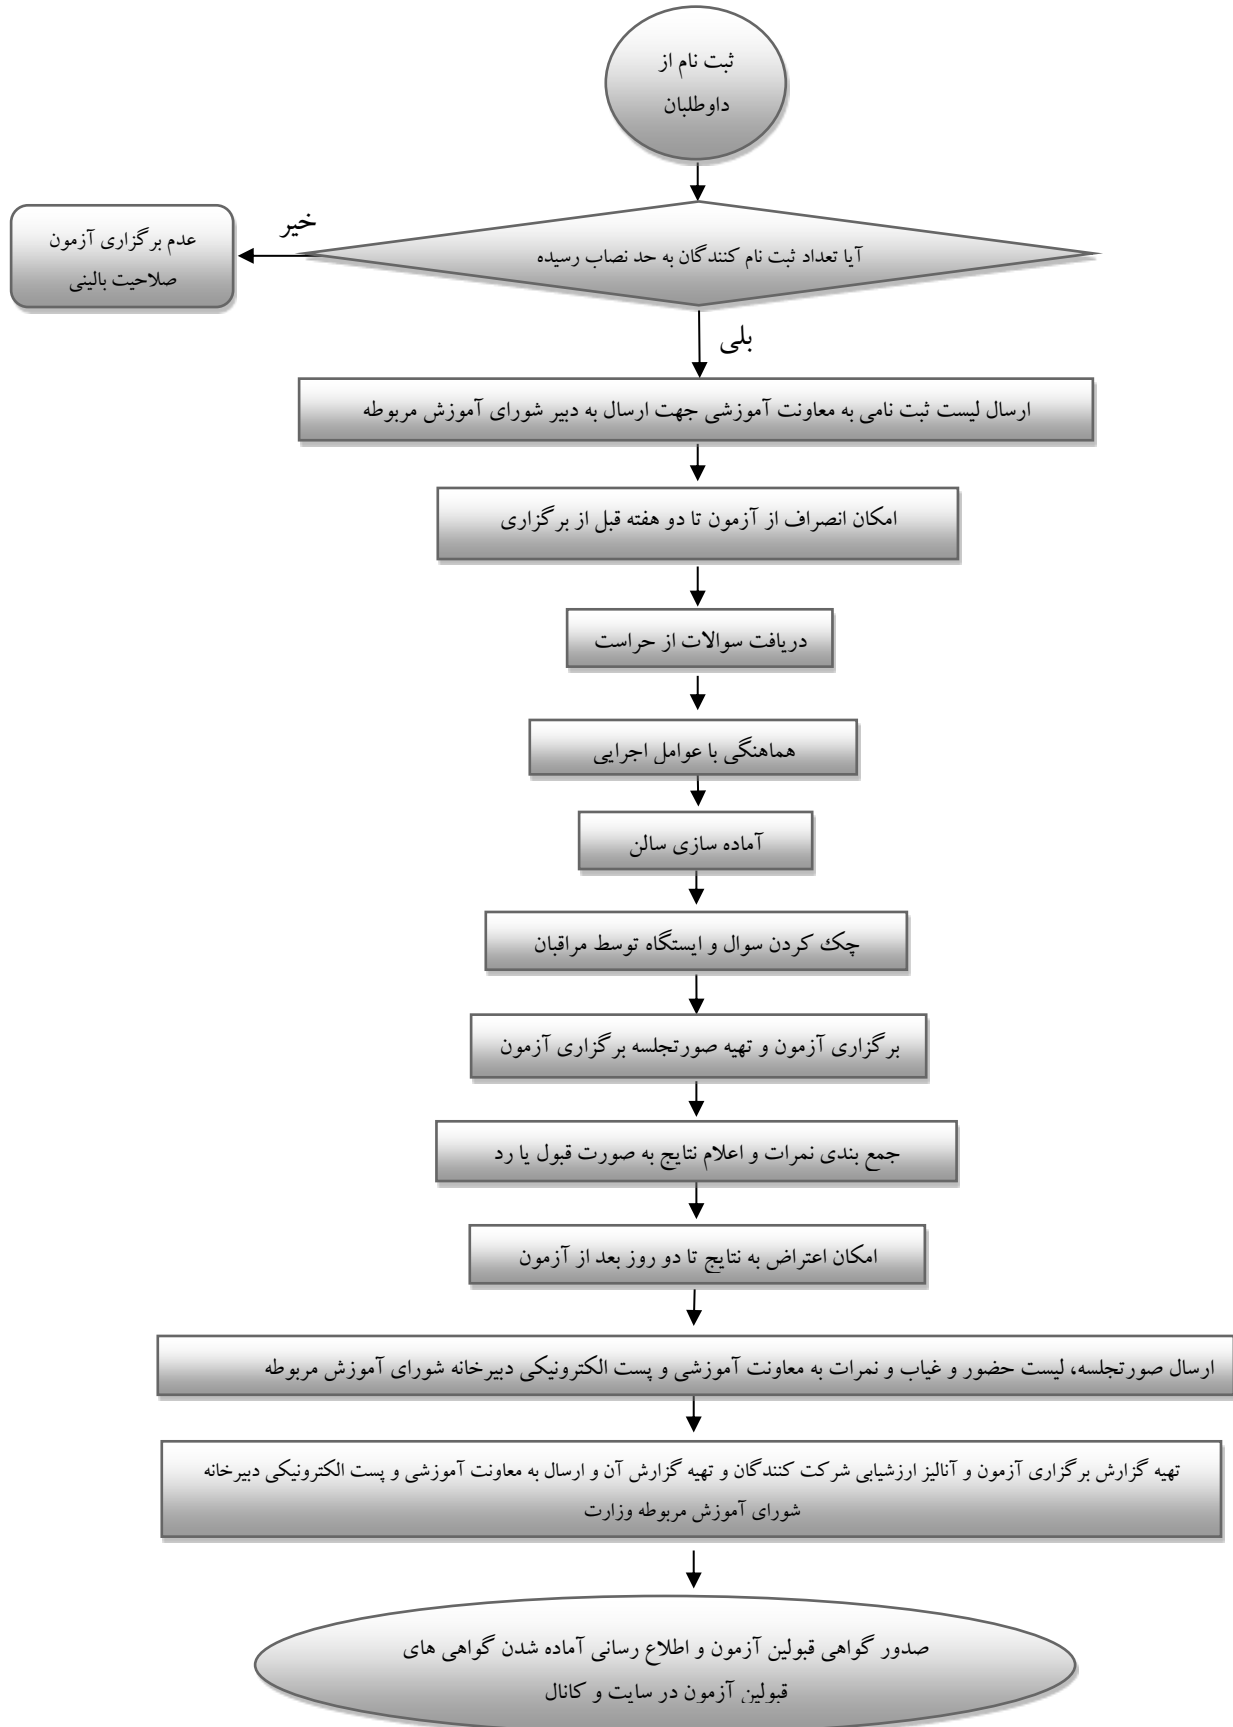 ثبت نام از
داوطلبان
آیا تعداد ثبت نام کنندگان به حد نصاب رسیده
خیر
عدم برگزاری آزمون
صلاحیت بالینی
بلی
ارسال لیست ثبت نامی به معاونت آموزشی جهت ارسال به دبیر شورای آموزش مربوطه
امکان انصراف از آزمون تا دو هفته قبل از برگزاری
دریافت سوالات از حراست
هماهنگی با عوامل اجرایی
آماده سازی سالن
چک کردن سوال و ایستگاه توسط مراقبان
برگزاری آزمون و تهیه صورتجلسه برگزاری آزمون
جمع بندی نمرات و اعلام نتایج به صورت قبول یا رد
امکان اعتراض به نتایج تا دو روز بعد از آزمون
ارسال صورتجلسه، لیست حضور و غیاب و نمرات به معاونت آموزشی و پست الکترونیکی دبیرخانه شورای آموزش مربوطه
تهیه گزارش برگزاری آزمون و آنالیز ارزشیابی شرکت کنندگان و تهیه گزارش آن و ارسال به معاونت آموزشی و پست الکترونیکی دبیرخانه
شورای آموزش مربوطه وزارت
صدور گواهی قبولین آزمون و اطلاع رسانی آماده شدن گواهی های
قبولین آزمون در سایت و کانال